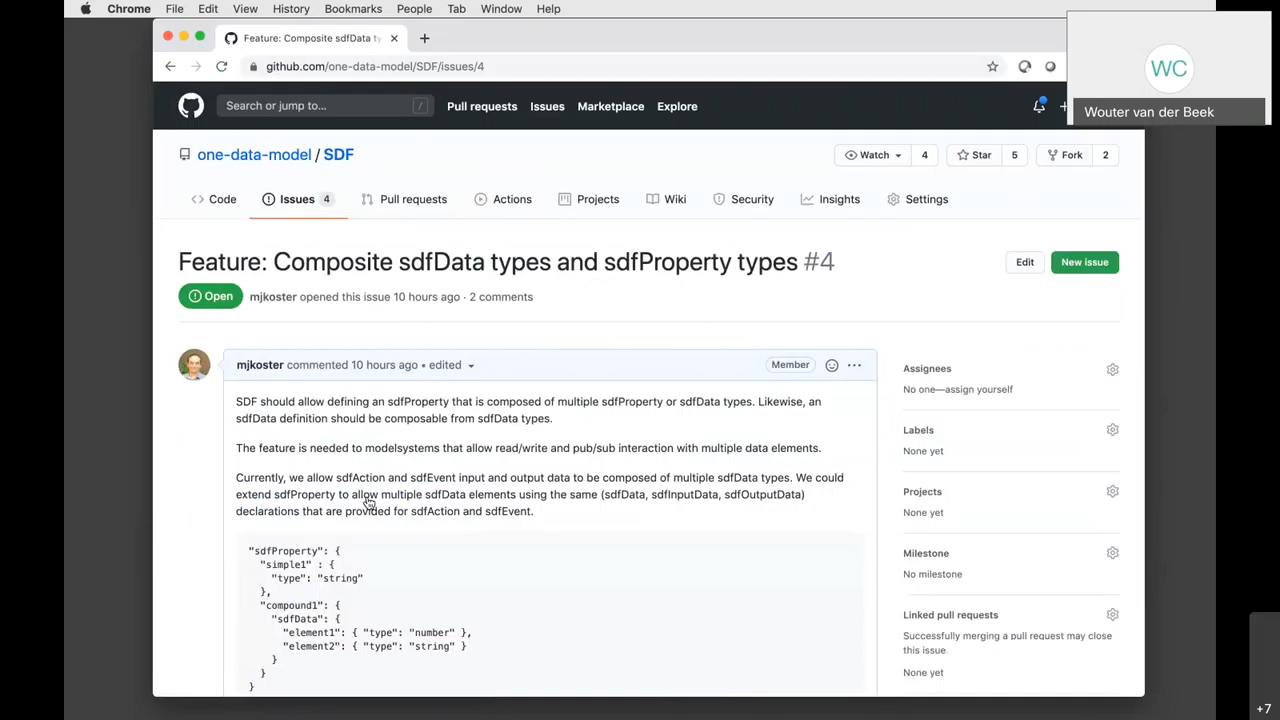 Chrome File Edit View History Bookmarks People Tab Window Help
Feature: Composite sdfData ty
github.com/one-data-model/SDF/issues/4
WC
Wouter van der Beek
Search or jump to... /
Pull requests Issues Marketplace Explore
one-data-model / SDF
Watch 4 Star 5 Fork 2
Code Issues 4 Pull requests Actions Projects Wiki Security Insights Settings
Feature: Composite sdfData types and sdfProperty types #4
Edit New issue
Open mjkoster opened this issue 10 hours ago · 2 comments
mjkoster commented 10 hours ago • edited
Member
SDF should allow defining an sdfProperty that is composed of multiple sdfProperty or sdfData types. Likewise, an
sdfData definition should be composable from sdfData types.
The feature is needed to modelsystems that allow read/write and pub/sub interaction with multiple data elements.
Currently, we allow sdfAction and sdfEvent input and output data to be composed of multiple sdfData types. We could
extend sdfProperty to allow multiple sdfData elements using the same (sdfData, sdfInputData, sdfOutputData)
declarations that are provided for sdfAction and sdfEvent.
"sdfProperty": {
"simple1" : {
"type": "string"
},
"compound1": {
"sdfData": {
"element1": { "type": "number" },
"element2": { "type": "string" }
}
}
}
Assignees
No one—assign yourself
Labels
None yet
Projects
None yet
Milestone
No milestone
Linked pull requests
Successfully merging a pull request may close
this issue.
None yet
+7